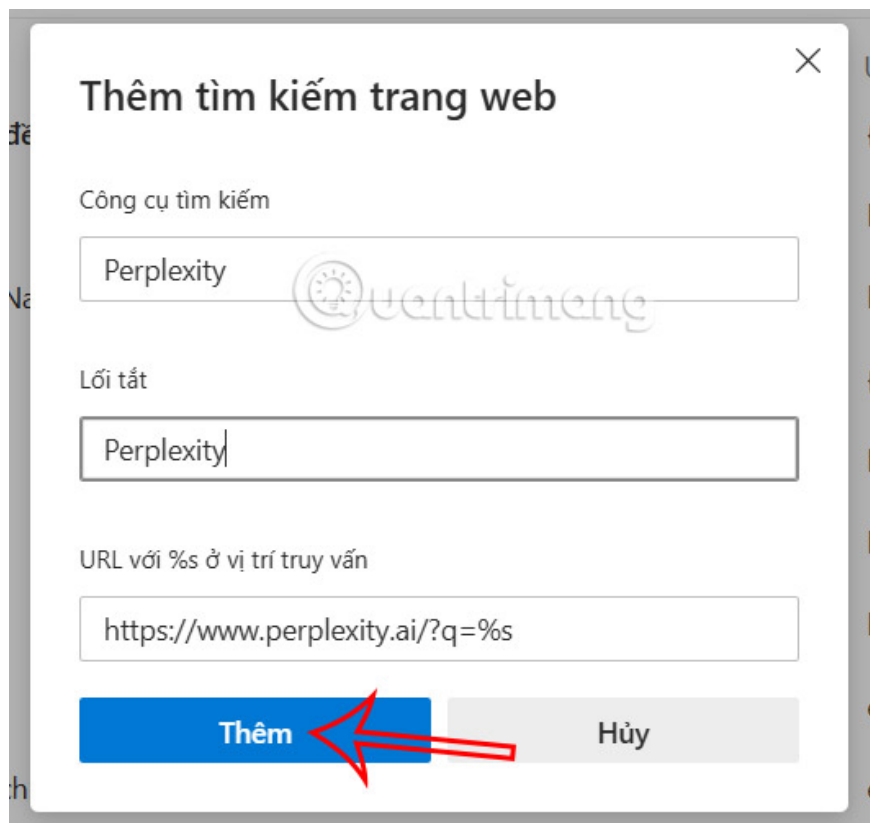 Thêm tìm kiếm trang web
Công cụ tìm kiếm
Perplexity
Quantrimang
Lối tắt
Perplexity
URL với %s ở vị trí truy vấn
https://www.perplexity.ai/?q=%s
Thêm
Hủy